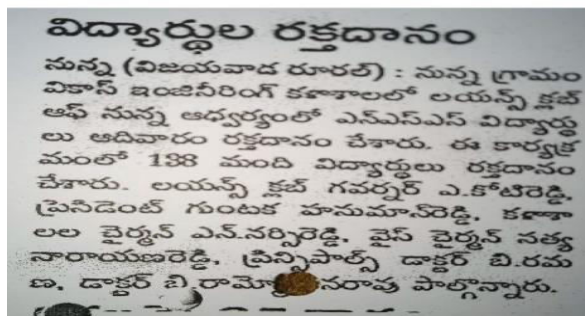 విద్యార్థుల రక్తదానం
నున్న (విజయవాడ రూరల్) : నున్న గ్రామం
వికాస్ ఇంజినీరింగ్ కళాశాలలో లయన్స్ క్లబ్
ఆఫ్ నున్న ఆధ్వర్యంలో ఎన్ఎస్ఎస్ విద్యార్థు
లు ఆదివారం రక్తదానం చేశారు. ఈ కార్యక్ర
మంలో 138 మంది విద్యార్థులు రక్తదానం
చేశారు. లయన్స్ క్లబ్ గవర్నర్ ఎ.కోటిరెడ్డి,
ప్రెసిడెంట్ గుంటక హనుమాన్‌రెడ్డి, కళాశా
లల ఛైర్మన్ ఎన్.నర్సిరెడ్డి, వైస్ ఛైర్మన్ సత్య
నారాయణరెడ్డి, ప్రిన్సిపాల్స్ డాక్టర్ బి.రమ
ణ, డాక్టర్ పాల్గొన్నారు.